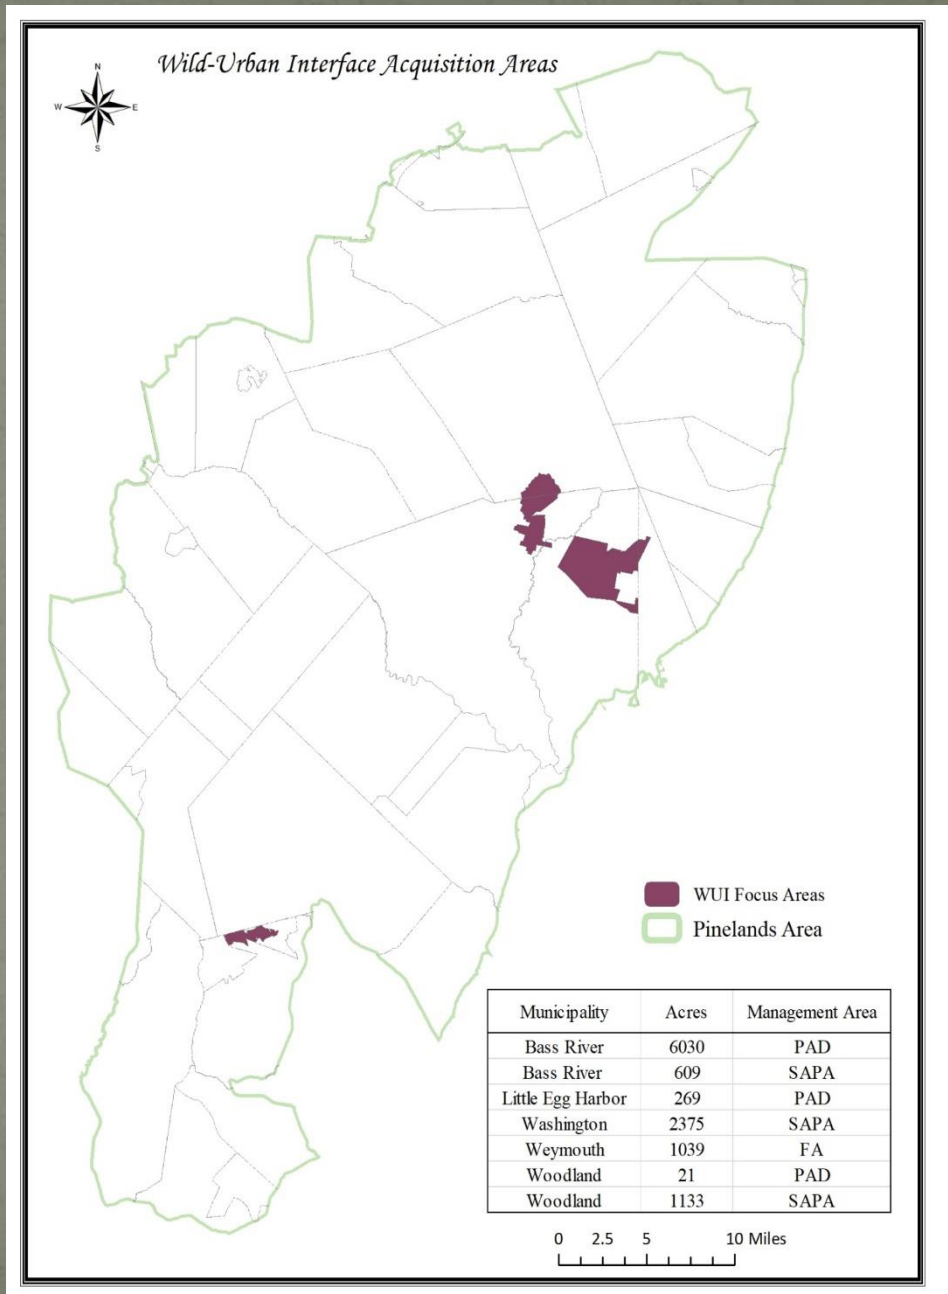 Wild-Urban Interface Acquisition Areas
N
W E
S
WUI Focus Areas
Pinelands Area
Municipality Acres Management Area
Bass River 6030 PAD
Bass River 609 SAPA
Little Egg Harbor 269 PAD
Washington 2375 SAPA
Weymouth 1039 FA
Woodland 21 PAD
Woodland 1133 SAPA
0 2.5 5 10 Miles